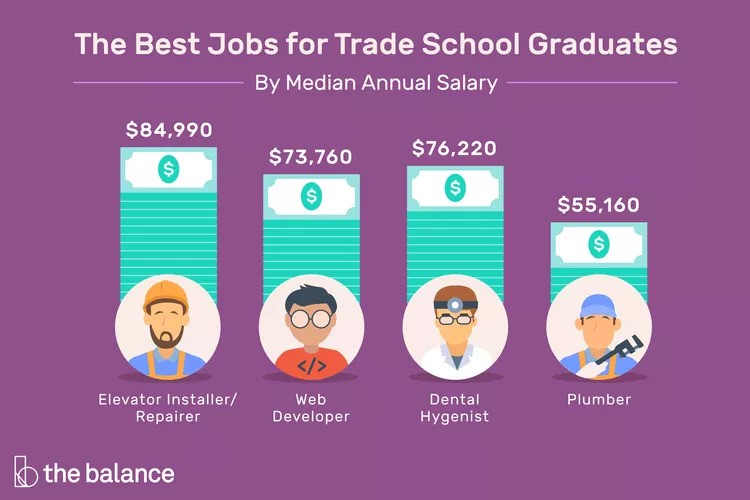 The Best Jobs for Trade School Graduates
By Median Annual Salary
$84,990
$73,760
$76,220
$55,160
$
$
$
$
</>
Elevator Installer/
Repairer
Web
Developer
Dental
Hygenist
Plumber
the balance